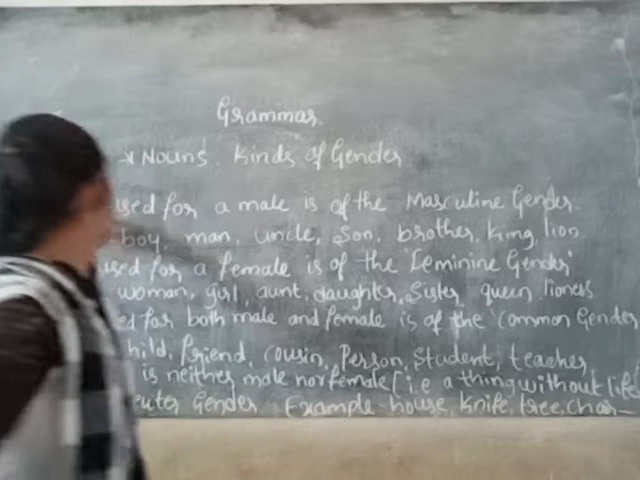 Grammar
Nouns. Kinds of Gender
used for a male is of the Masculine Gender
boy, man, uncle, son, brother, king, lion
used for a female is of the Feminine Gender
woman, girl, aunt, daughter, Sister, queen, lioness
ed for both male and female is of the 'Common Gender
hild, friend, cousin, Person, Student, teacher
is neither male nor female [i.e a thing without life
euter Gender Example house, Knife, tree, chair